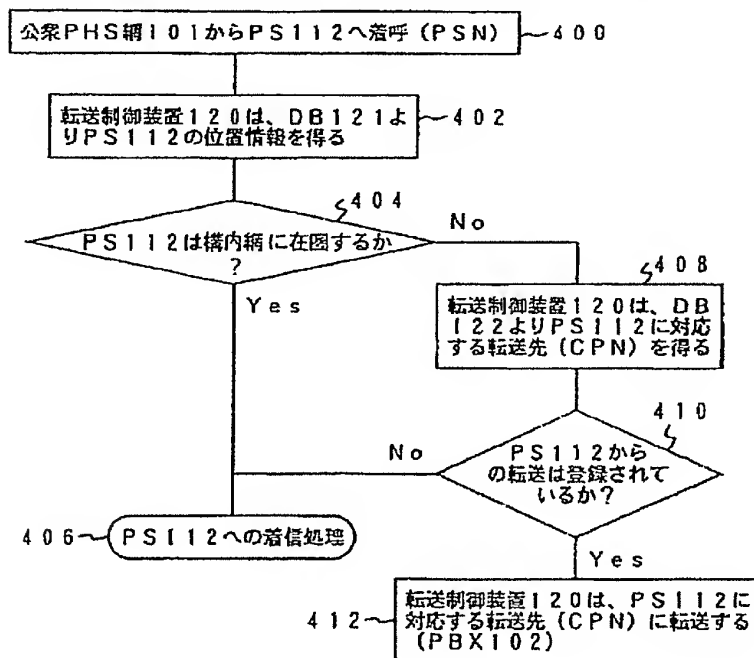 公衆PHS網101からPS112へ着呼(PSN)
400
転送制御装置120は、DB121よ
りPS112の位置情報を得る
402
404
PS112は構内網に在圏するか
?
No
Yes
408
転送制御装置120は、DB
122よりPS112に対応
する転送先(CPN)を得る
410
PS112から
の転送は登録されて
いるか?
No
406
PS112への着信処理
Yes
412
転送制御装置120は、PS112に
対応する転送先(CPN)に転送する
(PBX102)